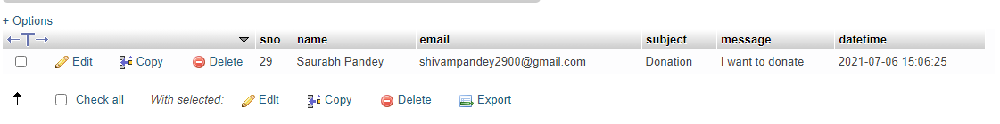 + Options
sno name email subject message datetime
Edit Copy Delete 29 Saurabh Pandey shivampandey2900@gmail.com Donation I want to donate 2021-07-06 15:06:25
Check all With selected: Edit Copy Delete Export